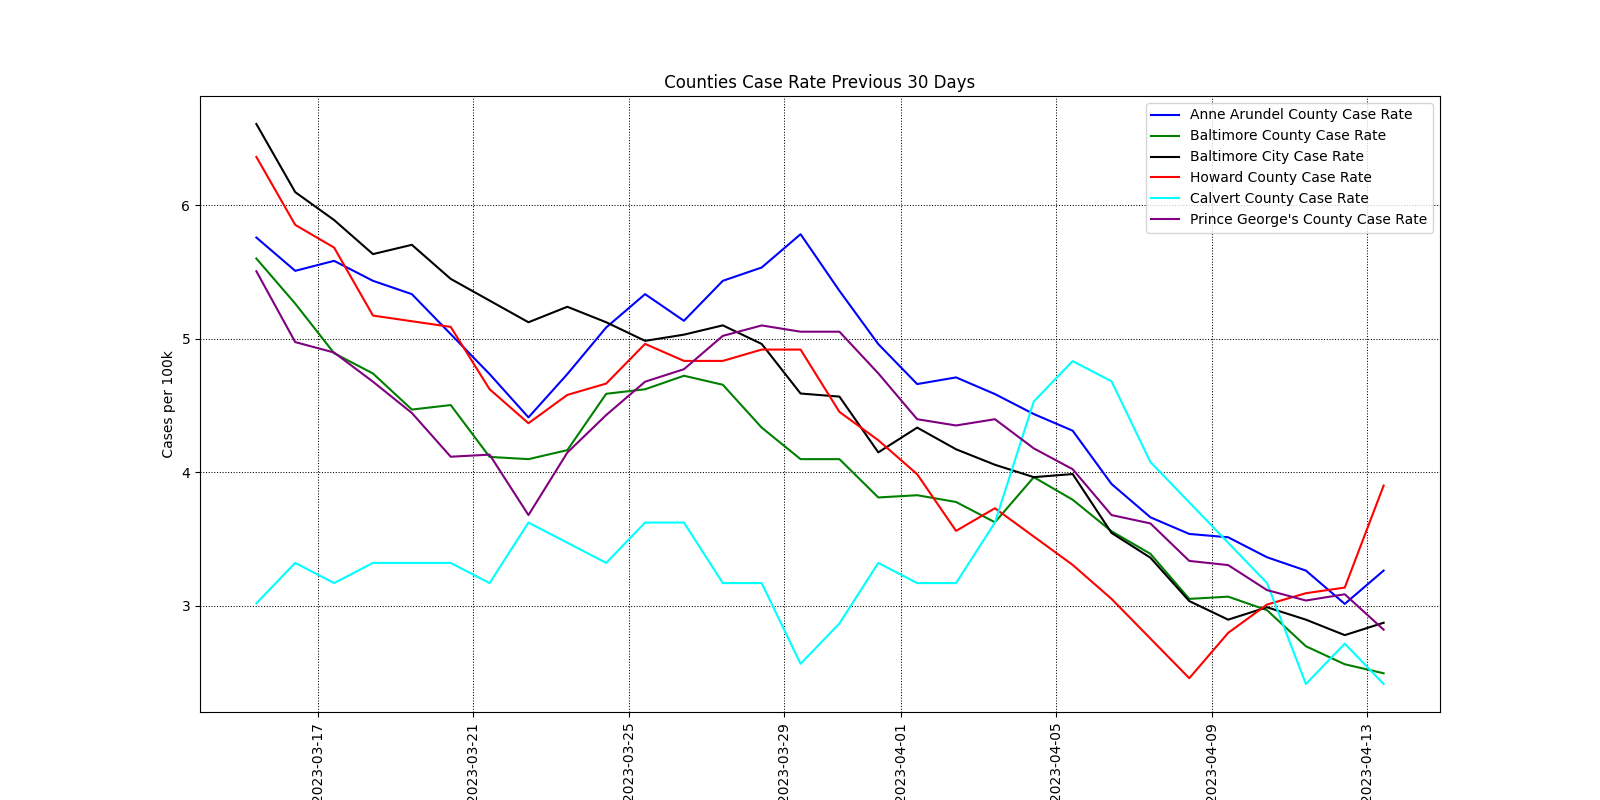 Counties Case Rate Previous 30 Days
Anne Arundel County Case Rate
Baltimore County Case Rate
Baltimore City Case Rate
Howard County Case Rate
Calvert County Case Rate
Prince George's County Case Rate
Cases per 100k
6
5
4
3
2023-03-17
2023-03-21
2023-03-25
2023-03-29
2023-04-01
2023-04-05
2023-04-09
2023-04-13